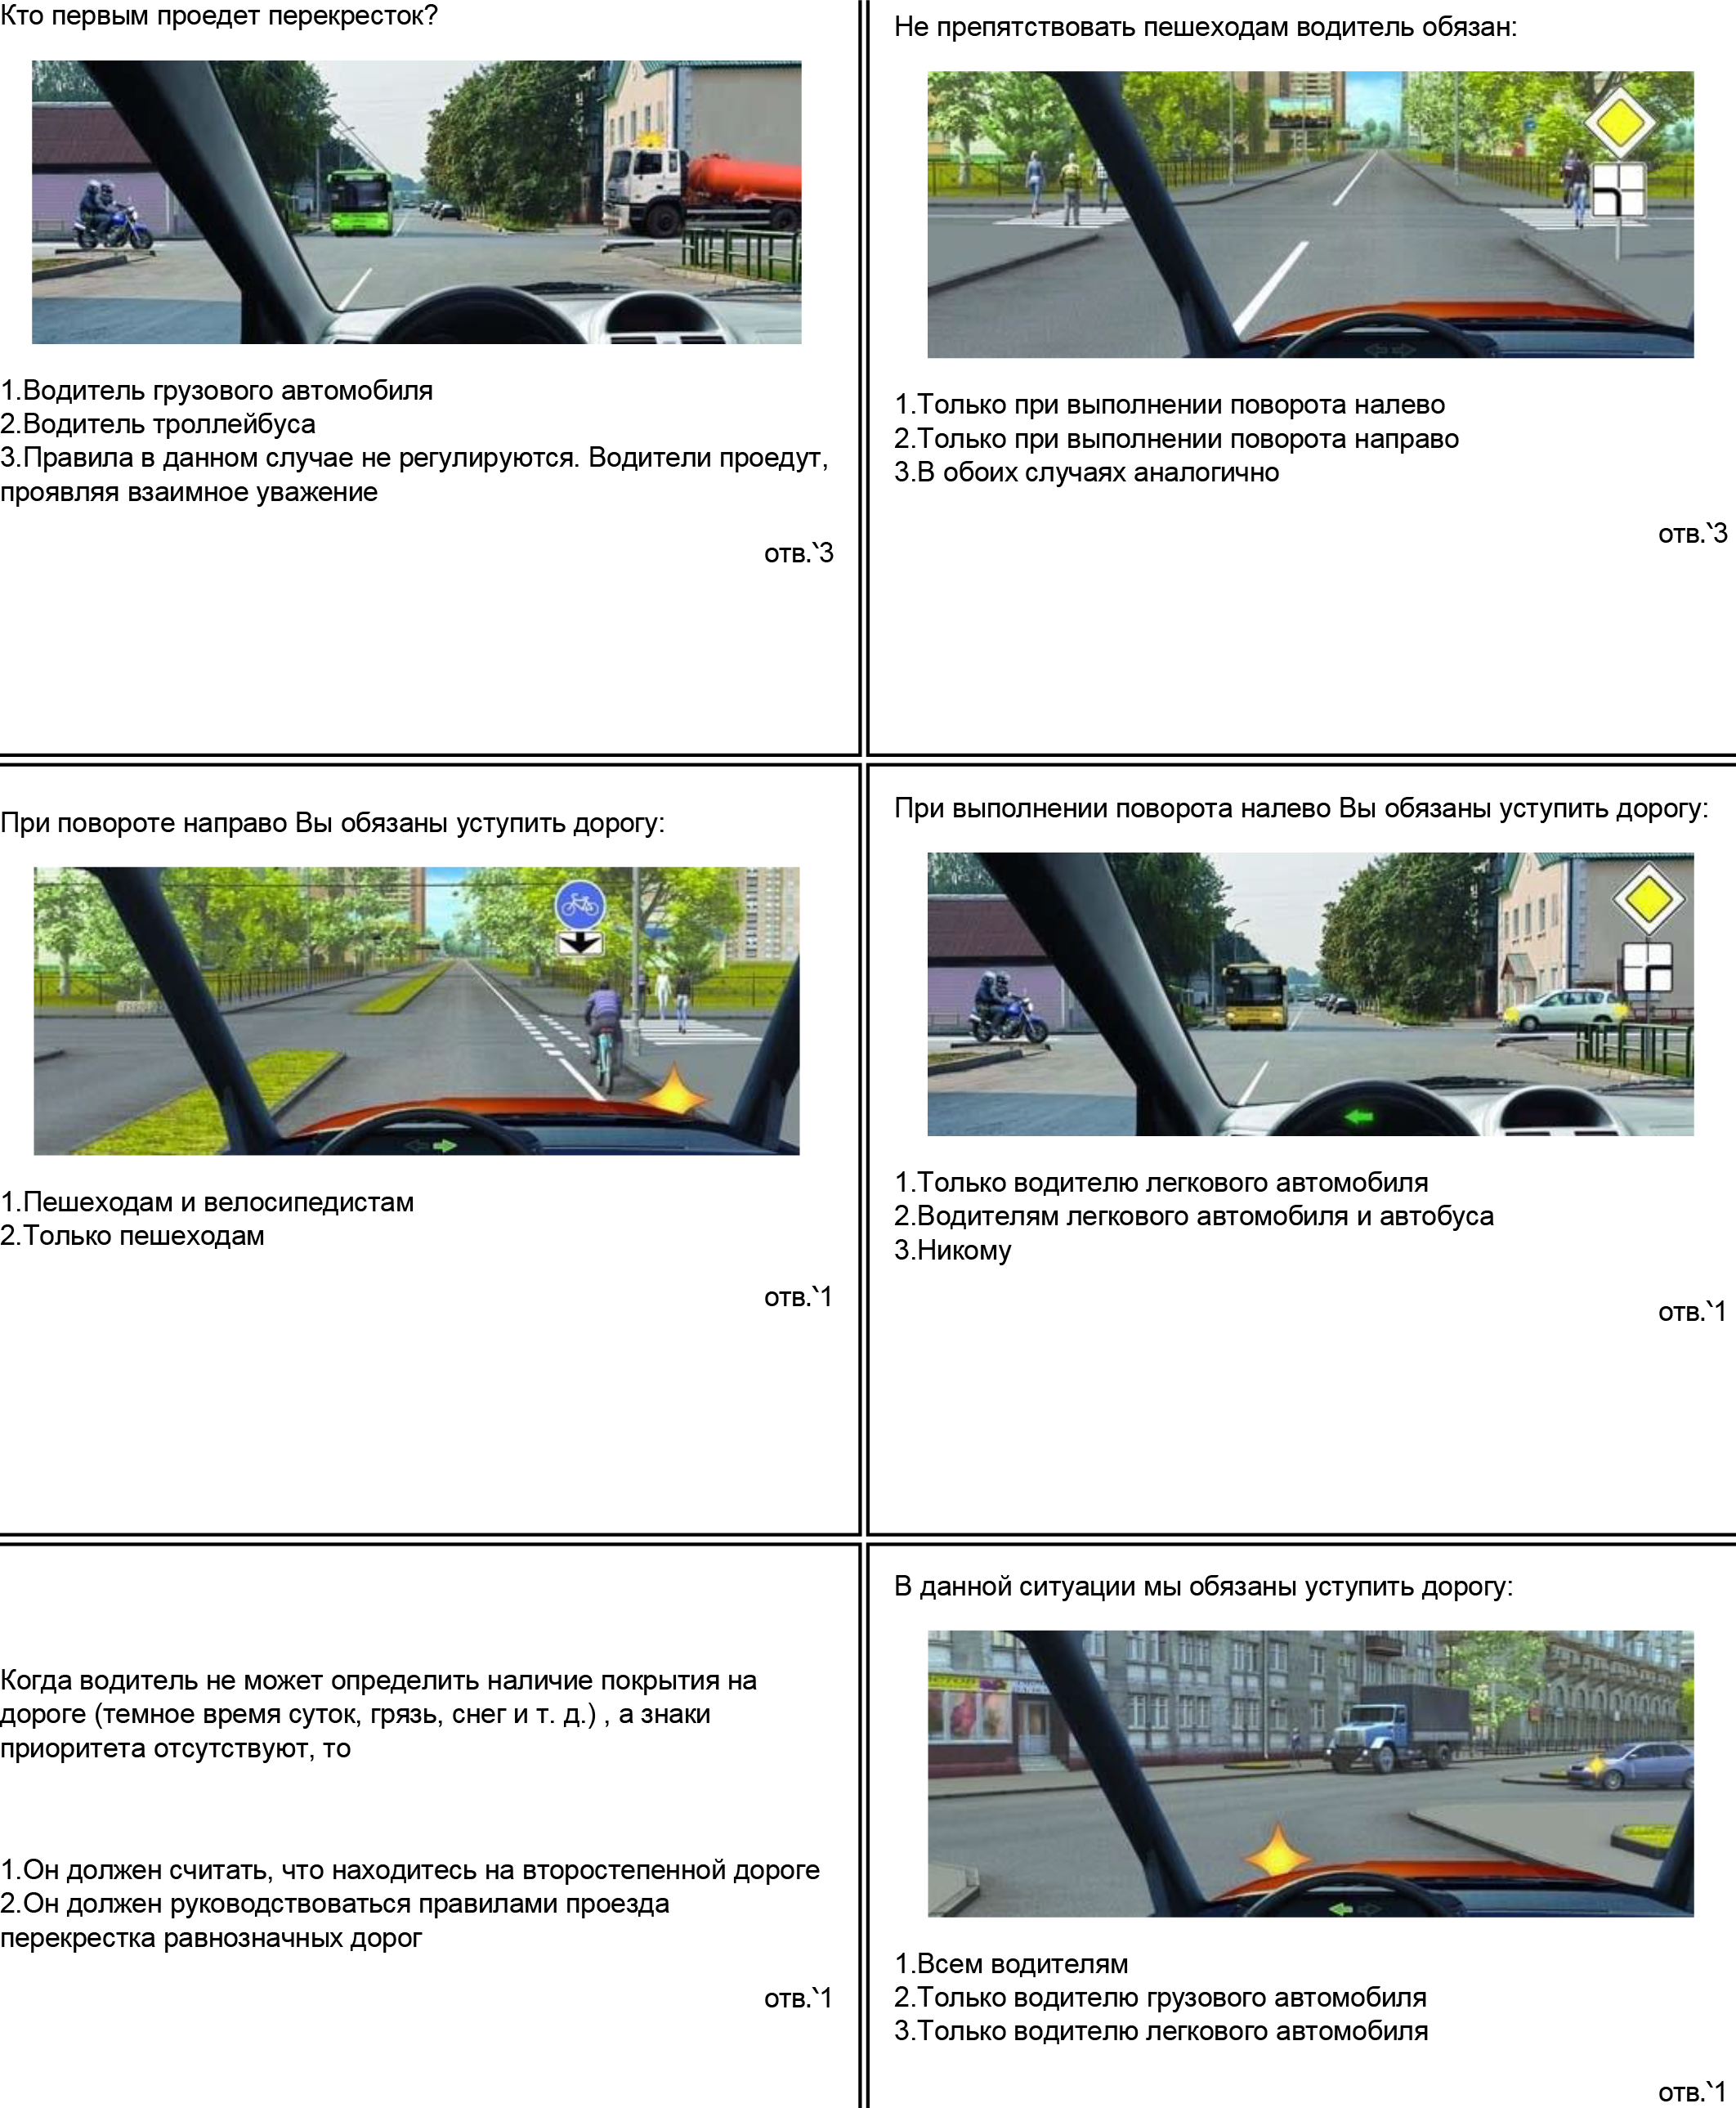 Кто первым проедет перекресток?
1.Водитель грузового автомобиля
2.Водитель троллейбуса
3.Правила в данном случае не регулируются. Водители проедут,
проявляя взаимное уважение
отв.`3
Не препятствовать пешеходам водитель обязан:
1.Только при выполнении поворота налево
2.Только при выполнении поворота направо
3.В обоих случаях аналогично
отв.`3
При повороте направо Вы обязаны уступить дорогу:
1.Пешеходам и велосипедистам
2.Только пешеходам
отв.`1
При выполнении поворота налево Вы обязаны уступить дорогу:
1.Только водителю легкового автомобиля
2.Водителям легкового автомобиля и автобуса
3.Никому
отв.`1
Когда водитель не может определить наличие покрытия на
дороге (темное время суток, грязь, снег и т. д.) , а знаки
приоритета отсутствуют, то
1.Он должен считать, что находитесь на второстепенной дороге
2.Он должен руководствоваться правилами проезда
перекрестка равнозначных дорог
отв.`1
В данной ситуации мы обязаны уступить дорогу:
1.Всем водителям
2.Только водителю грузового автомобиля
3.Только водителю легкового автомобиля
отв.`1